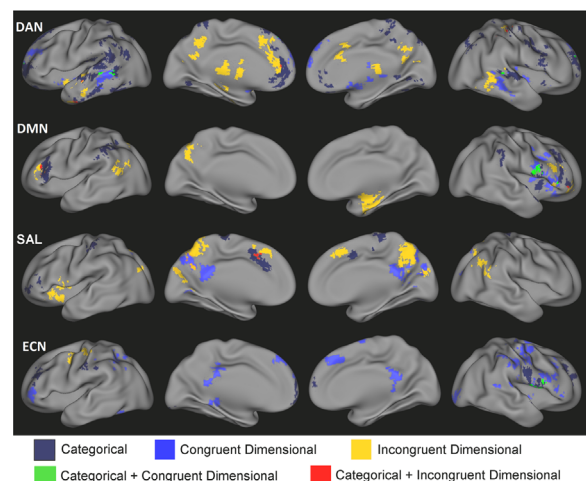 DAN
DMN
SAL
ECN
Categorical Congruent Dimensional Incongruent Dimensional
Categorical + Congruent Dimensional Categorical + Incongruent Dimensional